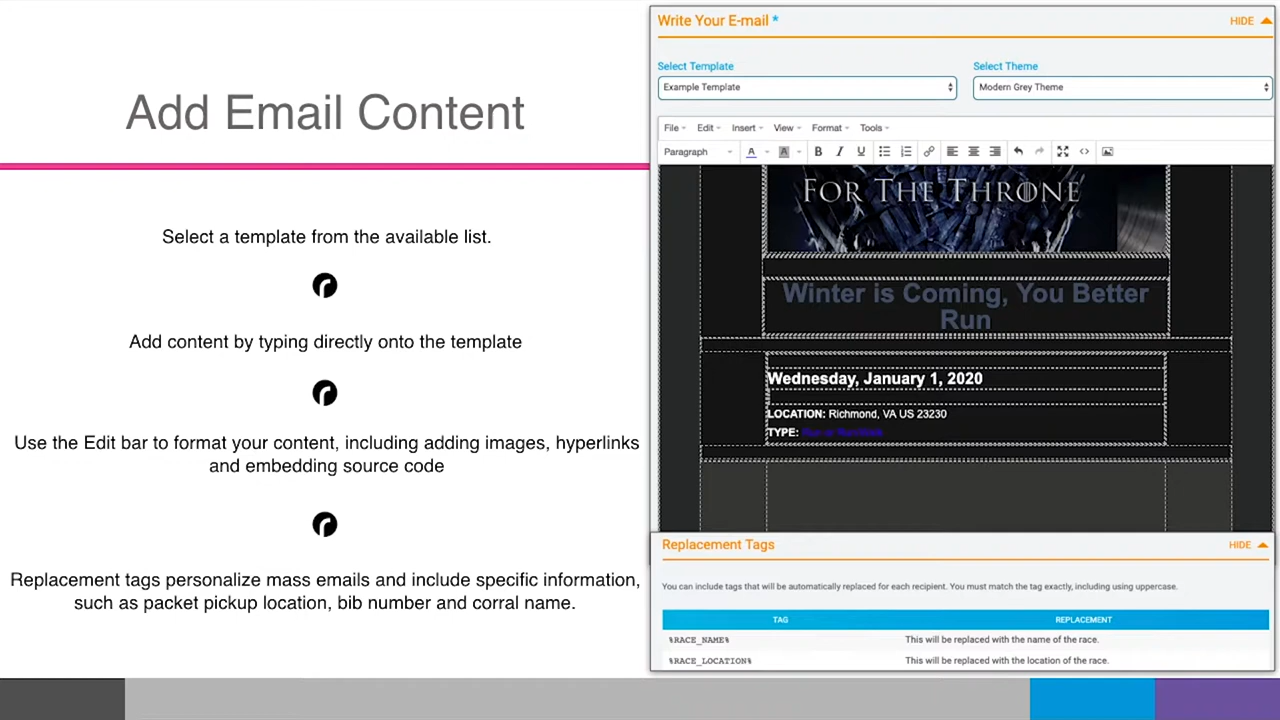 Add Email Content
Select a template from the available list.
Add content by typing directly onto the template
Use the Edit bar to format your content, including adding images, hyperlinks
and embedding source code
Replacement tags personalize mass emails and include specific information,
such as packet pickup location, bib number and corral name.
Write Your E-mail *
HIDE
Select Template
Select Theme
Example Template
Modern Grey Theme
File Edit Insert View Format Tools
Paragraph A A B I U
FOR THE THRONE
Winter is Coming, You Better
Run
Wednesday, January 1, 2020
LOCATION: Richmond, VA US 23230
TYPE:
Replacement Tags
HIDE
You can include tags that will be automatically replaced for each recipient. You must match the tag exactly, including using uppercase.
TAG REPLACEMENT
%RACE_NAME% This will be replaced with the name of the race.
%RACE_LOCATION% This will be replaced with the location of the race.